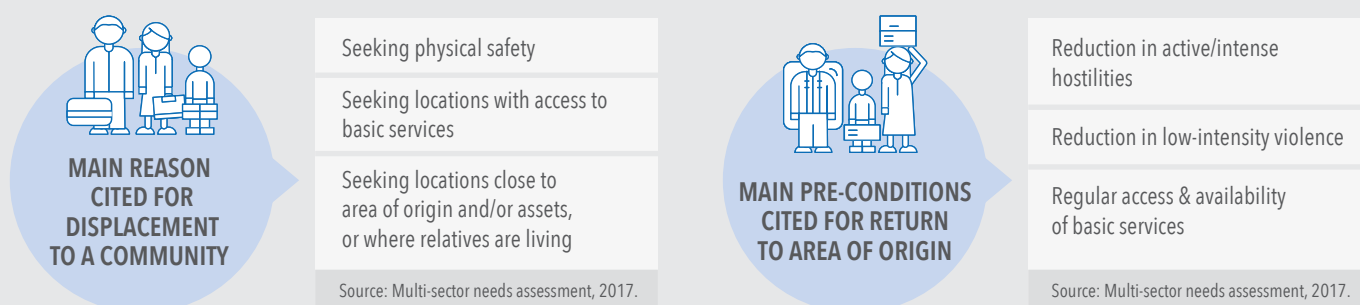 MAIN REASON
CITED FOR
DISPLACEMENT
TO A COMMUNITY
Seeking physical safety
Seeking locations with access to
basic services
Seeking locations close to
area of origin and/or assets,
or where relatives are living
Source: Multi-sector needs assessment, 2017.
MAIN PRE-CONDITIONS
CITED FOR RETURN
TO AREA OF ORIGIN
Reduction in active/intense
hostilities
Reduction in low-intensity violence
Regular access & availability
of basic services
Source: Multi-sector needs assessment, 2017.